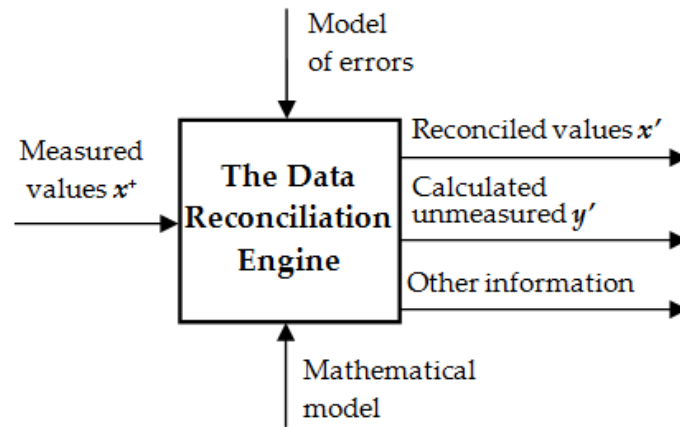 Model
of errors
Measured
values x⁺
The Data
Reconciliation
Engine
Reconciled values x′
Calculated
unmeasured y′
Other information
Mathematical
model